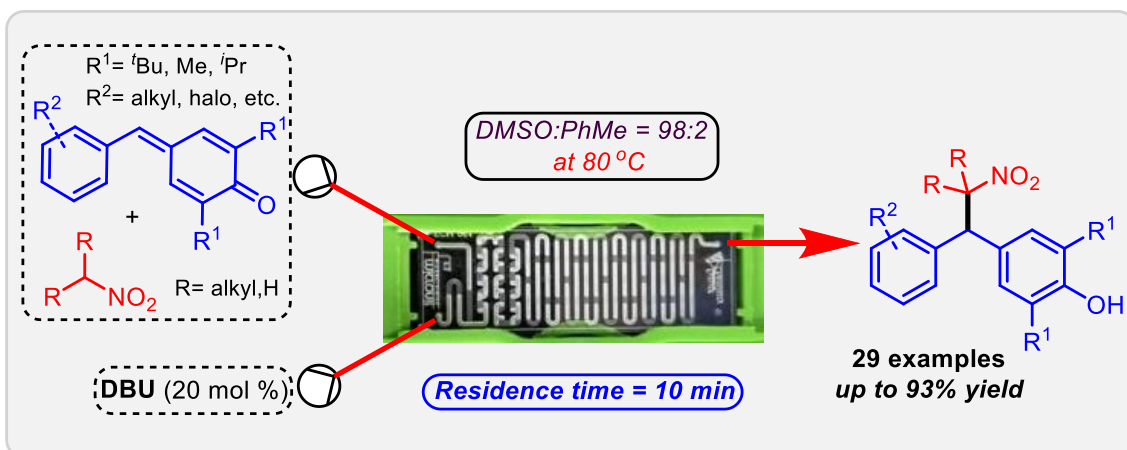 R¹= ᵗBu, Me, ⁱPr
R²= alkyl, halo, etc.
R²
R¹
O
R¹
+
R
R
NO₂
R= alkyl,H
DBU (20 mol %)
DMSO:PhMe = 98:2
at 80 ºC
Residence time = 10 min
R
R
NO₂
R²
R¹
OH
R¹
29 examples
up to 93% yield